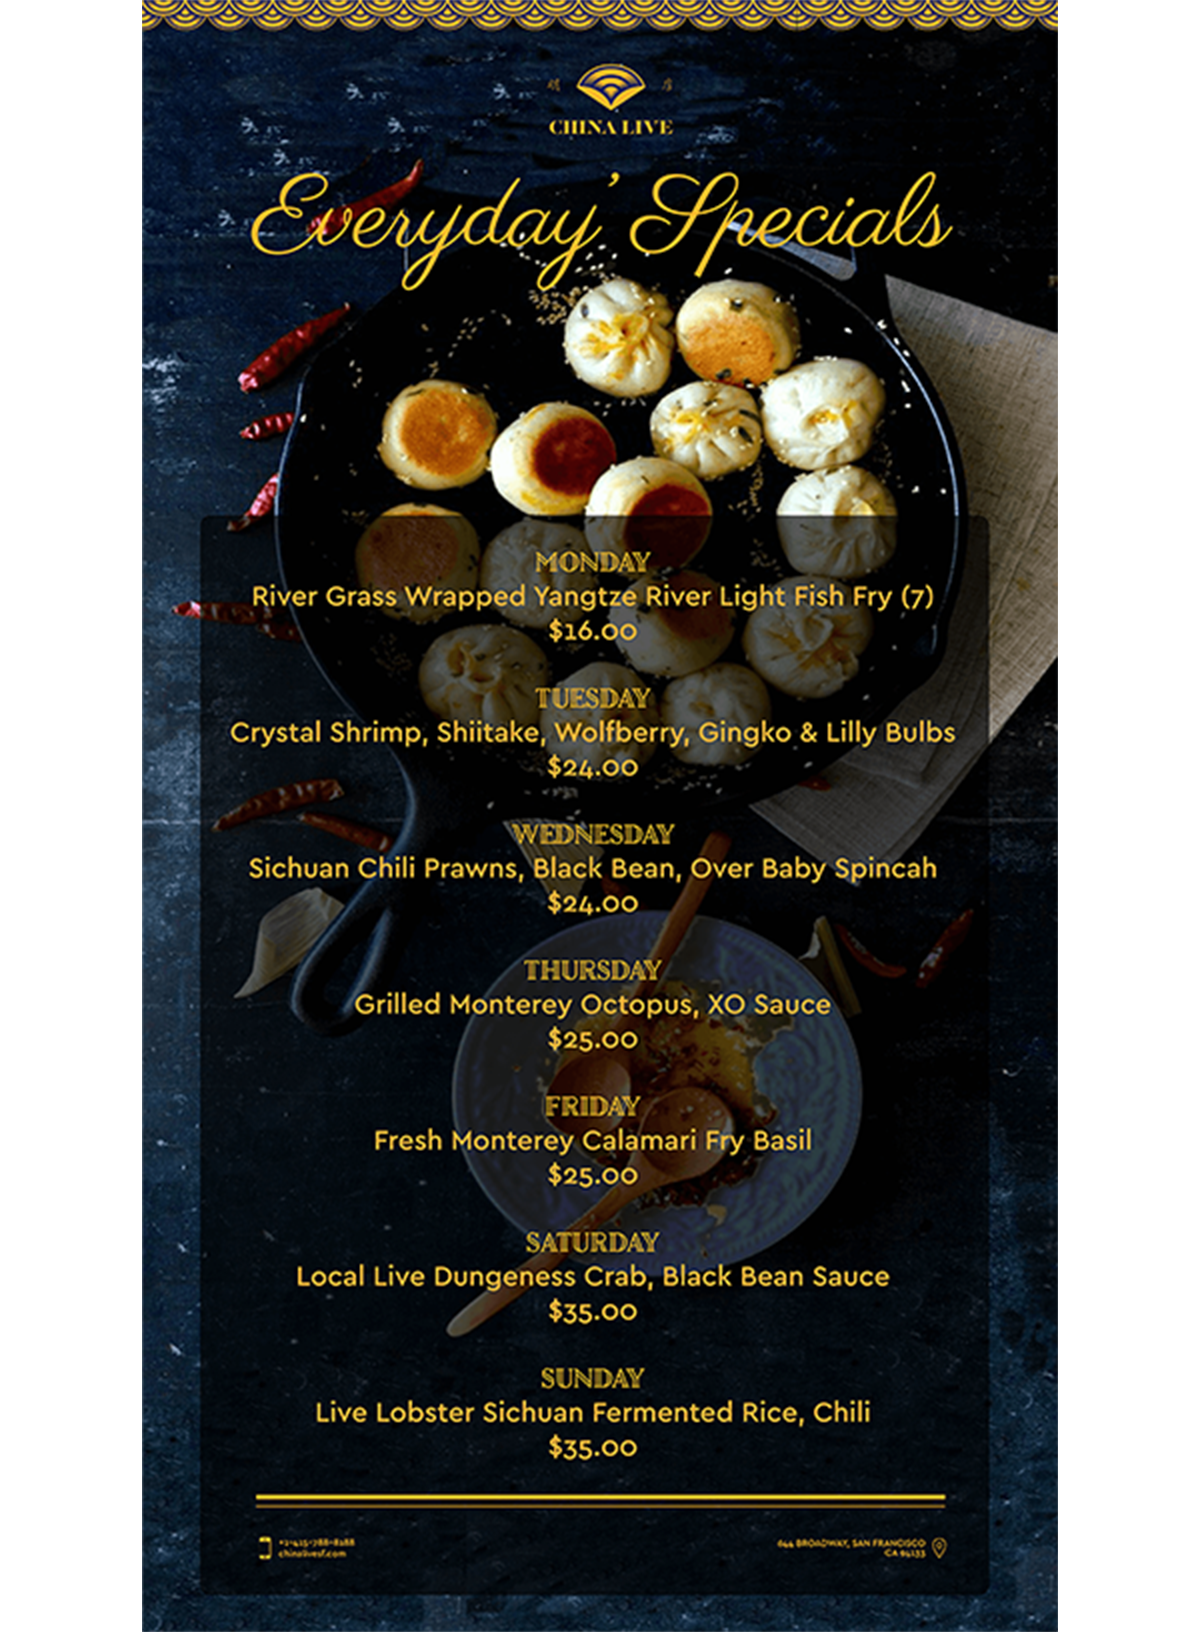 CHINA LIVE
Everyday' Specials
MONDAY
River Grass Wrapped Yangtze River Light Fish Fry (7)
$16.00
TUESDAY
Crystal Shrimp, Shiitake, Wolfberry, Gingko & Lilly Bulbs
$24.00
WEDNESDAY
Sichuan Chili Prawns, Black Bean, Over Baby Spincah
$24.00
THURSDAY
Grilled Monterey Octopus, XO Sauce
$25.00
FRIDAY
Fresh Monterey Calamari Fry Basil
$25.00
SATURDAY
Local Live Dungeness Crab, Black Bean Sauce
$35.00
SUNDAY
Live Lobster Sichuan Fermented Rice, Chili
$35.00
+1-415-788-8188
chinalivesf.com
644 BROADWAY, SAN FRANCISCO
CA 94133